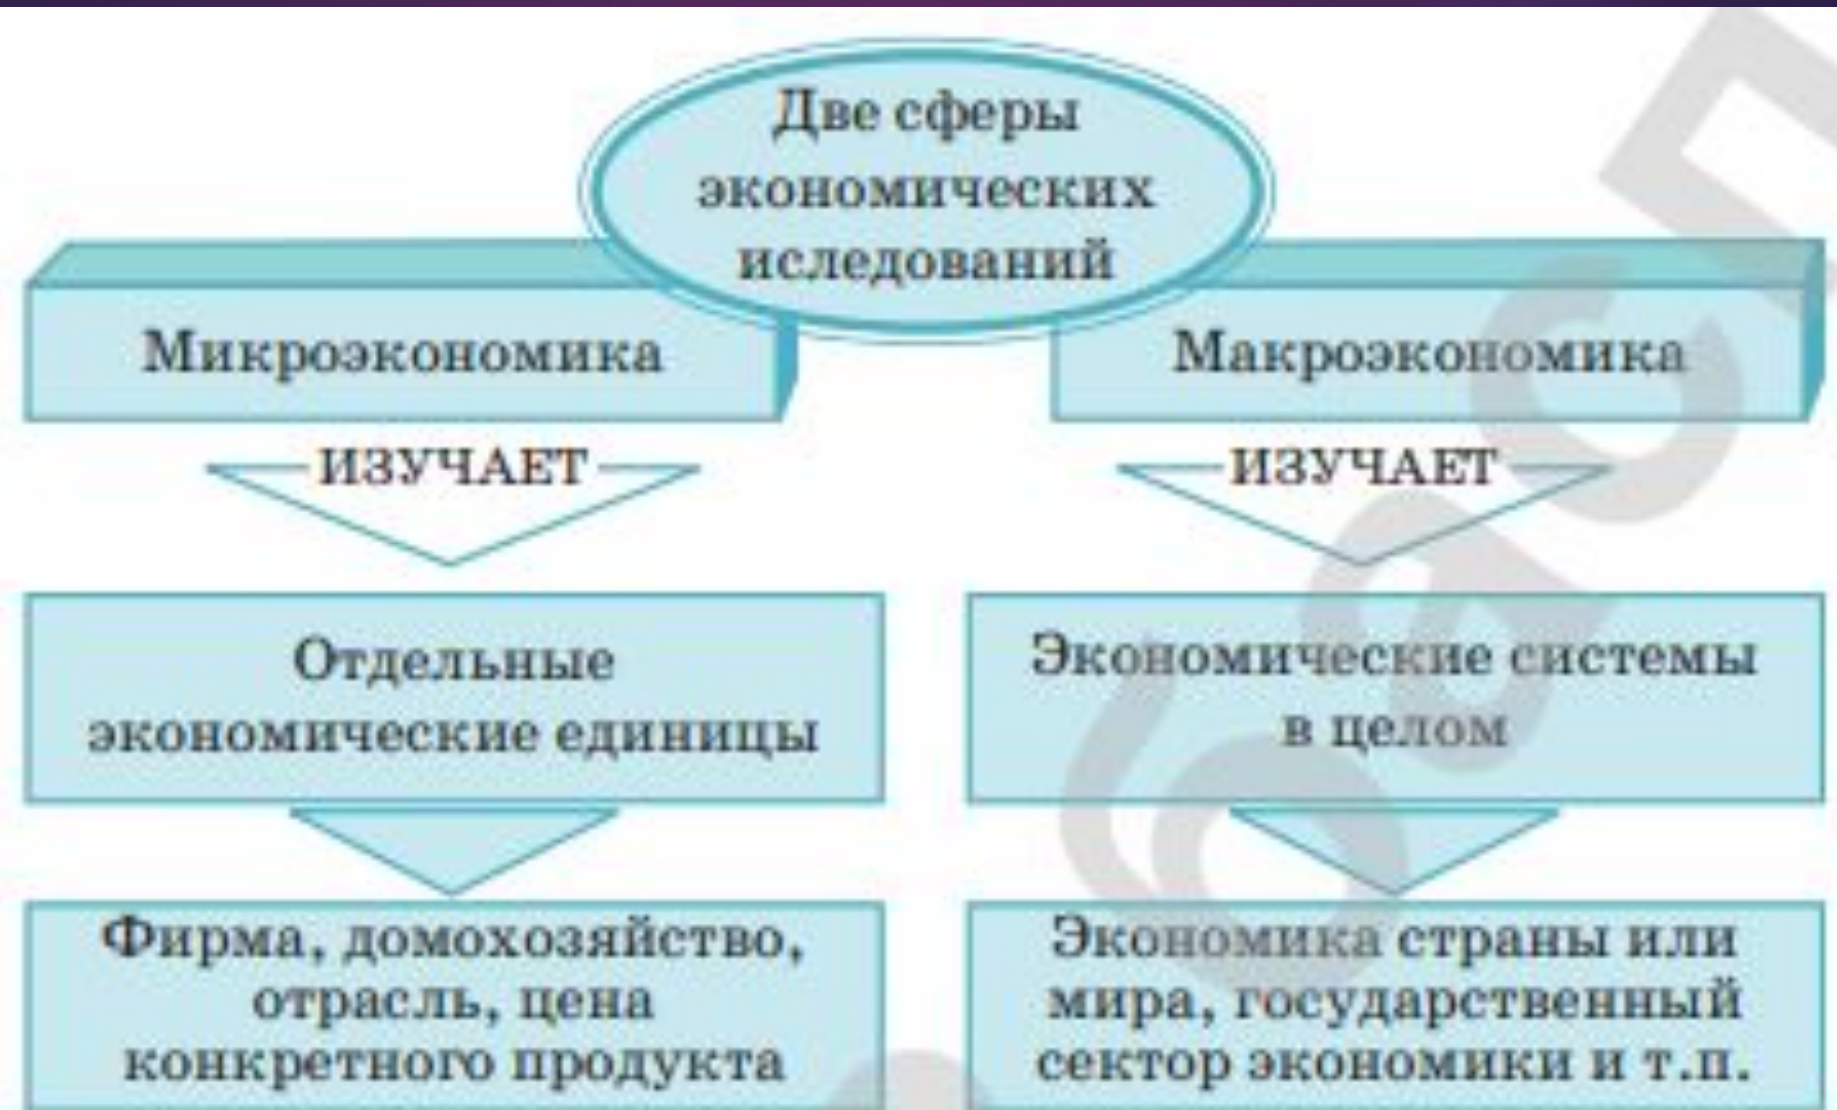 Две сферы
экономических
иследований
Микроэкономика
Макроэкономика
ИЗУЧАЕТ
ИЗУЧАЕТ
Отдельные
экономические единицы
Экономические системы
в целом
Фирма, домохозяйство,
отрасль, цена
конкретного продукта
Экономика страны или
мира, государственный
сектор экономики и т.п.